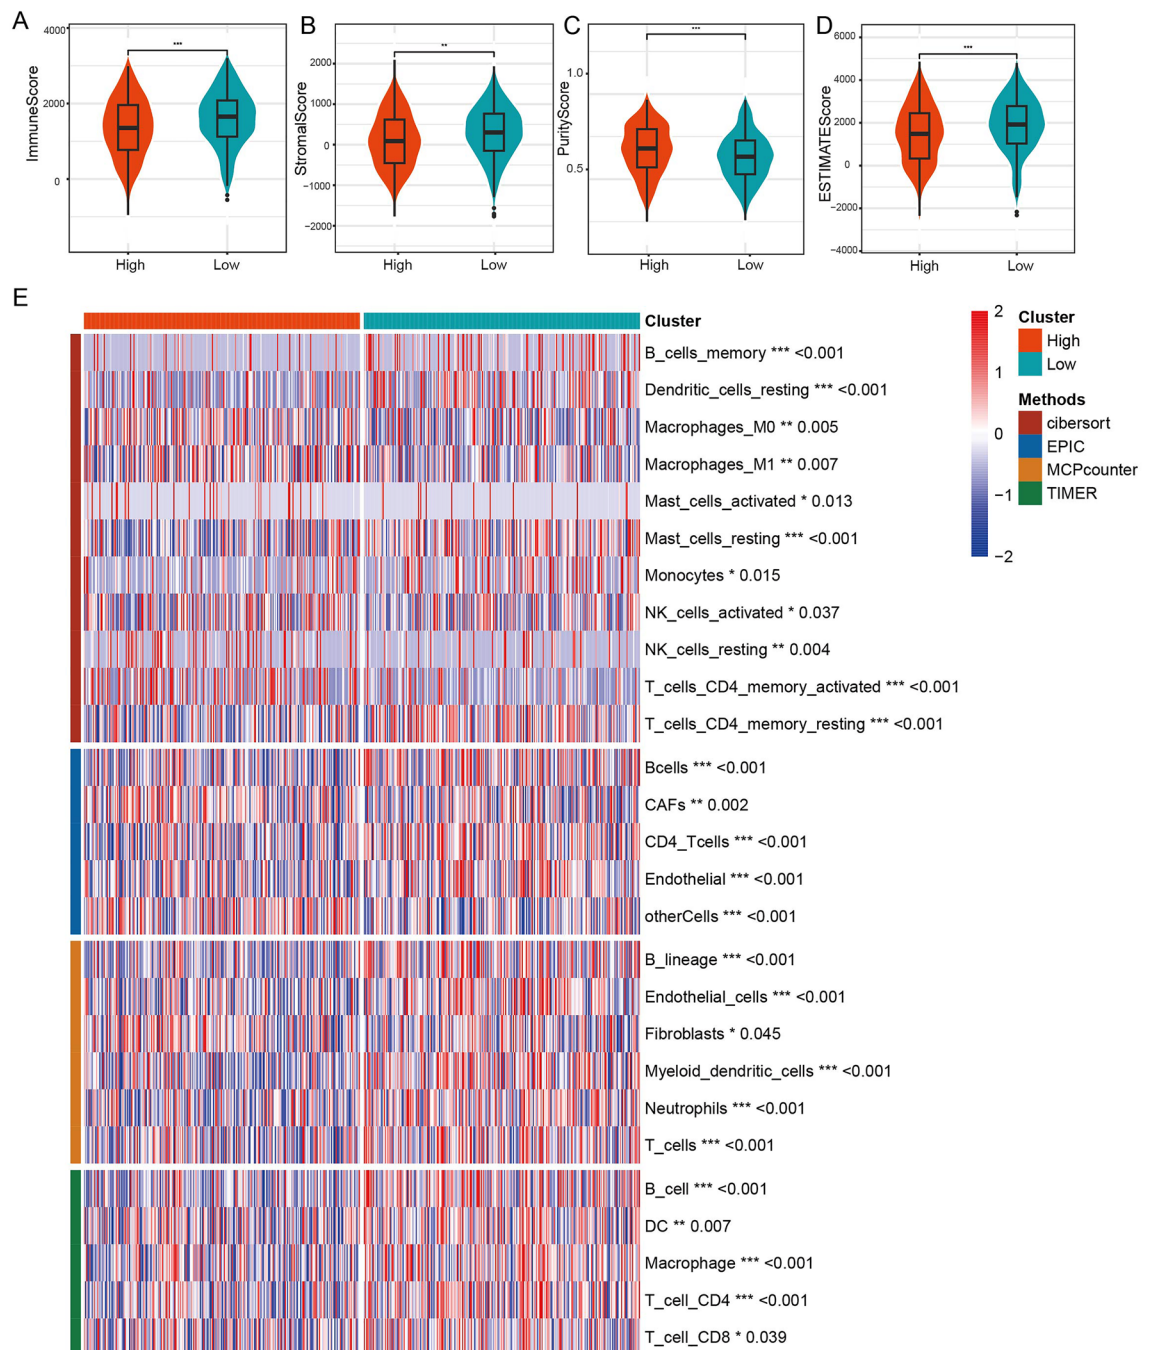 A
ImmuneScore
4000
2000
0
***
High
Low
B
StromalScore
2000
1000
0
−1000
−2000
**
High
Low
C
PurityScore
1.0
0.5
***
High
Low
D
ESTIMATEScore
6000
4000
2000
0
−2000
−4000
***
High
Low
E
Cluster
B_cells_memory *** <0.001
Dendritic_cells_resting *** <0.001
Macrophages_M0 ** 0.005
Macrophages_M1 ** 0.007
Mast_cells_activated * 0.013
Mast_cells_resting *** <0.001
Monocytes * 0.015
NK_cells_activated * 0.037
NK_cells_resting ** 0.004
T_cells_CD4_memory_activated *** <0.001
T_cells_CD4_memory_resting *** <0.001
Bcells *** <0.001
CAFs ** 0.002
CD4_Tcells *** <0.001
Endothelial *** <0.001
otherCells *** <0.001
B_lineage *** <0.001
Endothelial_cells *** <0.001
Fibroblasts * 0.045
Myeloid_dendritic_cells *** <0.001
Neutrophils *** <0.001
T_cells *** <0.001
B_cell *** <0.001
DC ** 0.007
Macrophage *** <0.001
T_cell_CD4 *** <0.001
T_cell_CD8 * 0.039
2
1
0
−1
−2
Cluster
High
Low
Methods
cibersort
EPIC
MCPcounter
TIMER